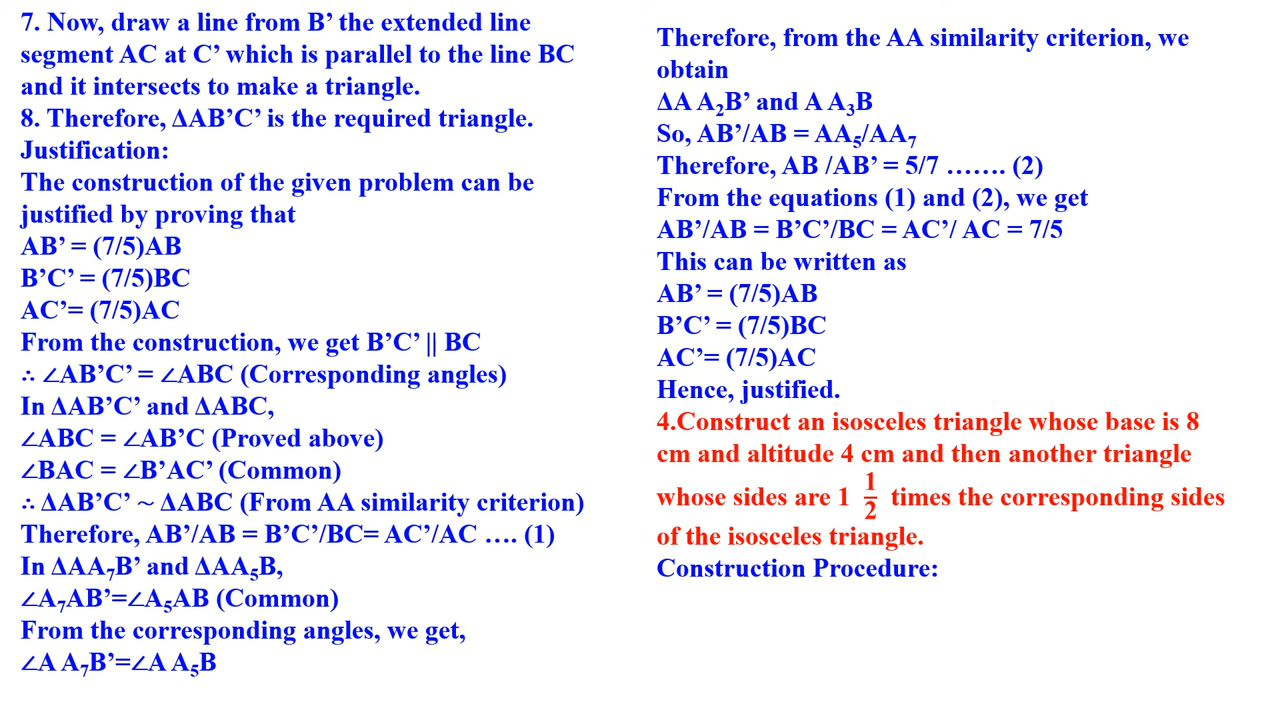 7. Now, draw a line from B’ the extended line
segment AC at C’ which is parallel to the line BC
and it intersects to make a triangle.
8. Therefore, ΔAB’C’ is the required triangle.
Justification:
The construction of the given problem can be
justified by proving that
AB’ = (7/5)AB
B’C’ = (7/5)BC
AC’= (7/5)AC
From the construction, we get B’C’ || BC
∴ ∠AB’C’ = ∠ABC (Corresponding angles)
In ΔAB’C’ and ΔABC,
∠ABC = ∠AB’C (Proved above)
∠BAC = ∠B’AC’ (Common)
∴ ΔAB’C’ ~ ΔABC (From AA similarity criterion)
Therefore, AB’/AB = B’C’/BC= AC’/AC …. (1)
In ΔAA₇B’ and ΔAA₅B,
∠A₇AB’=∠A₅AB (Common)
From the corresponding angles, we get,
∠A A₇B’=∠A A₅B
Therefore, from the AA similarity criterion, we
obtain
ΔA A₂B’ and A A₃B
So, AB’/AB = AA₅/AA₇
Therefore, AB /AB’ = 5/7 ……. (2)
From the equations (1) and (2), we get
AB’/AB = B’C’/BC = AC’/ AC = 7/5
This can be written as
AB’ = (7/5)AB
B’C’ = (7/5)BC
AC’= (7/5)AC
Hence, justified.
4.Construct an isosceles triangle whose base is 8
cm and altitude 4 cm and then another triangle
whose sides are 1 1/2 times the corresponding sides
of the isosceles triangle.
Construction Procedure: